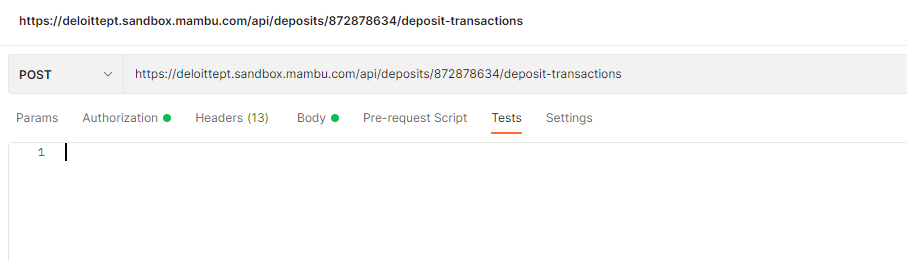 https://deloittept.sandbox.mambu.com/api/deposits/872878634/deposit-transactions
POST https://deloittept.sandbox.mambu.com/api/deposits/872878634/deposit-transactions
Params Authorization Headers (13) Body Pre-request Script Tests Settings
1